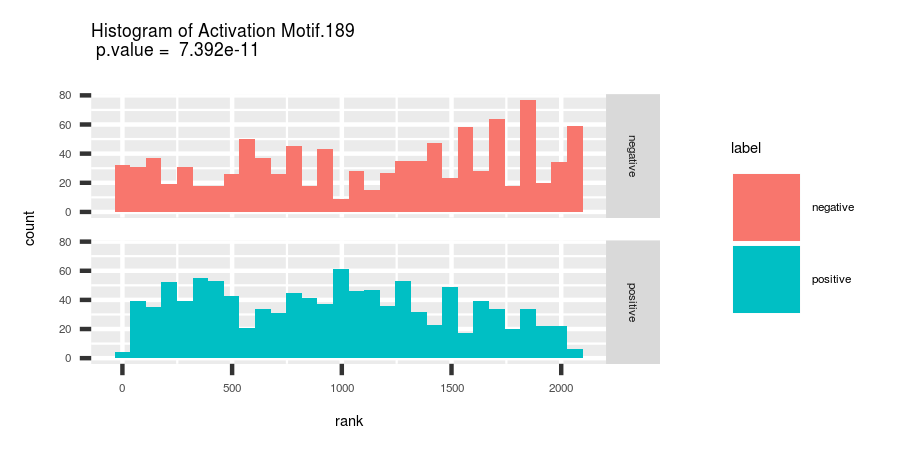 Histogram of Activation Motif.189
p.value =  7.392e-11
count
80
60
40
20
0
negative
80
60
40
20
0
positive
0 500 1000 1500 2000
rank
label
negative
positive